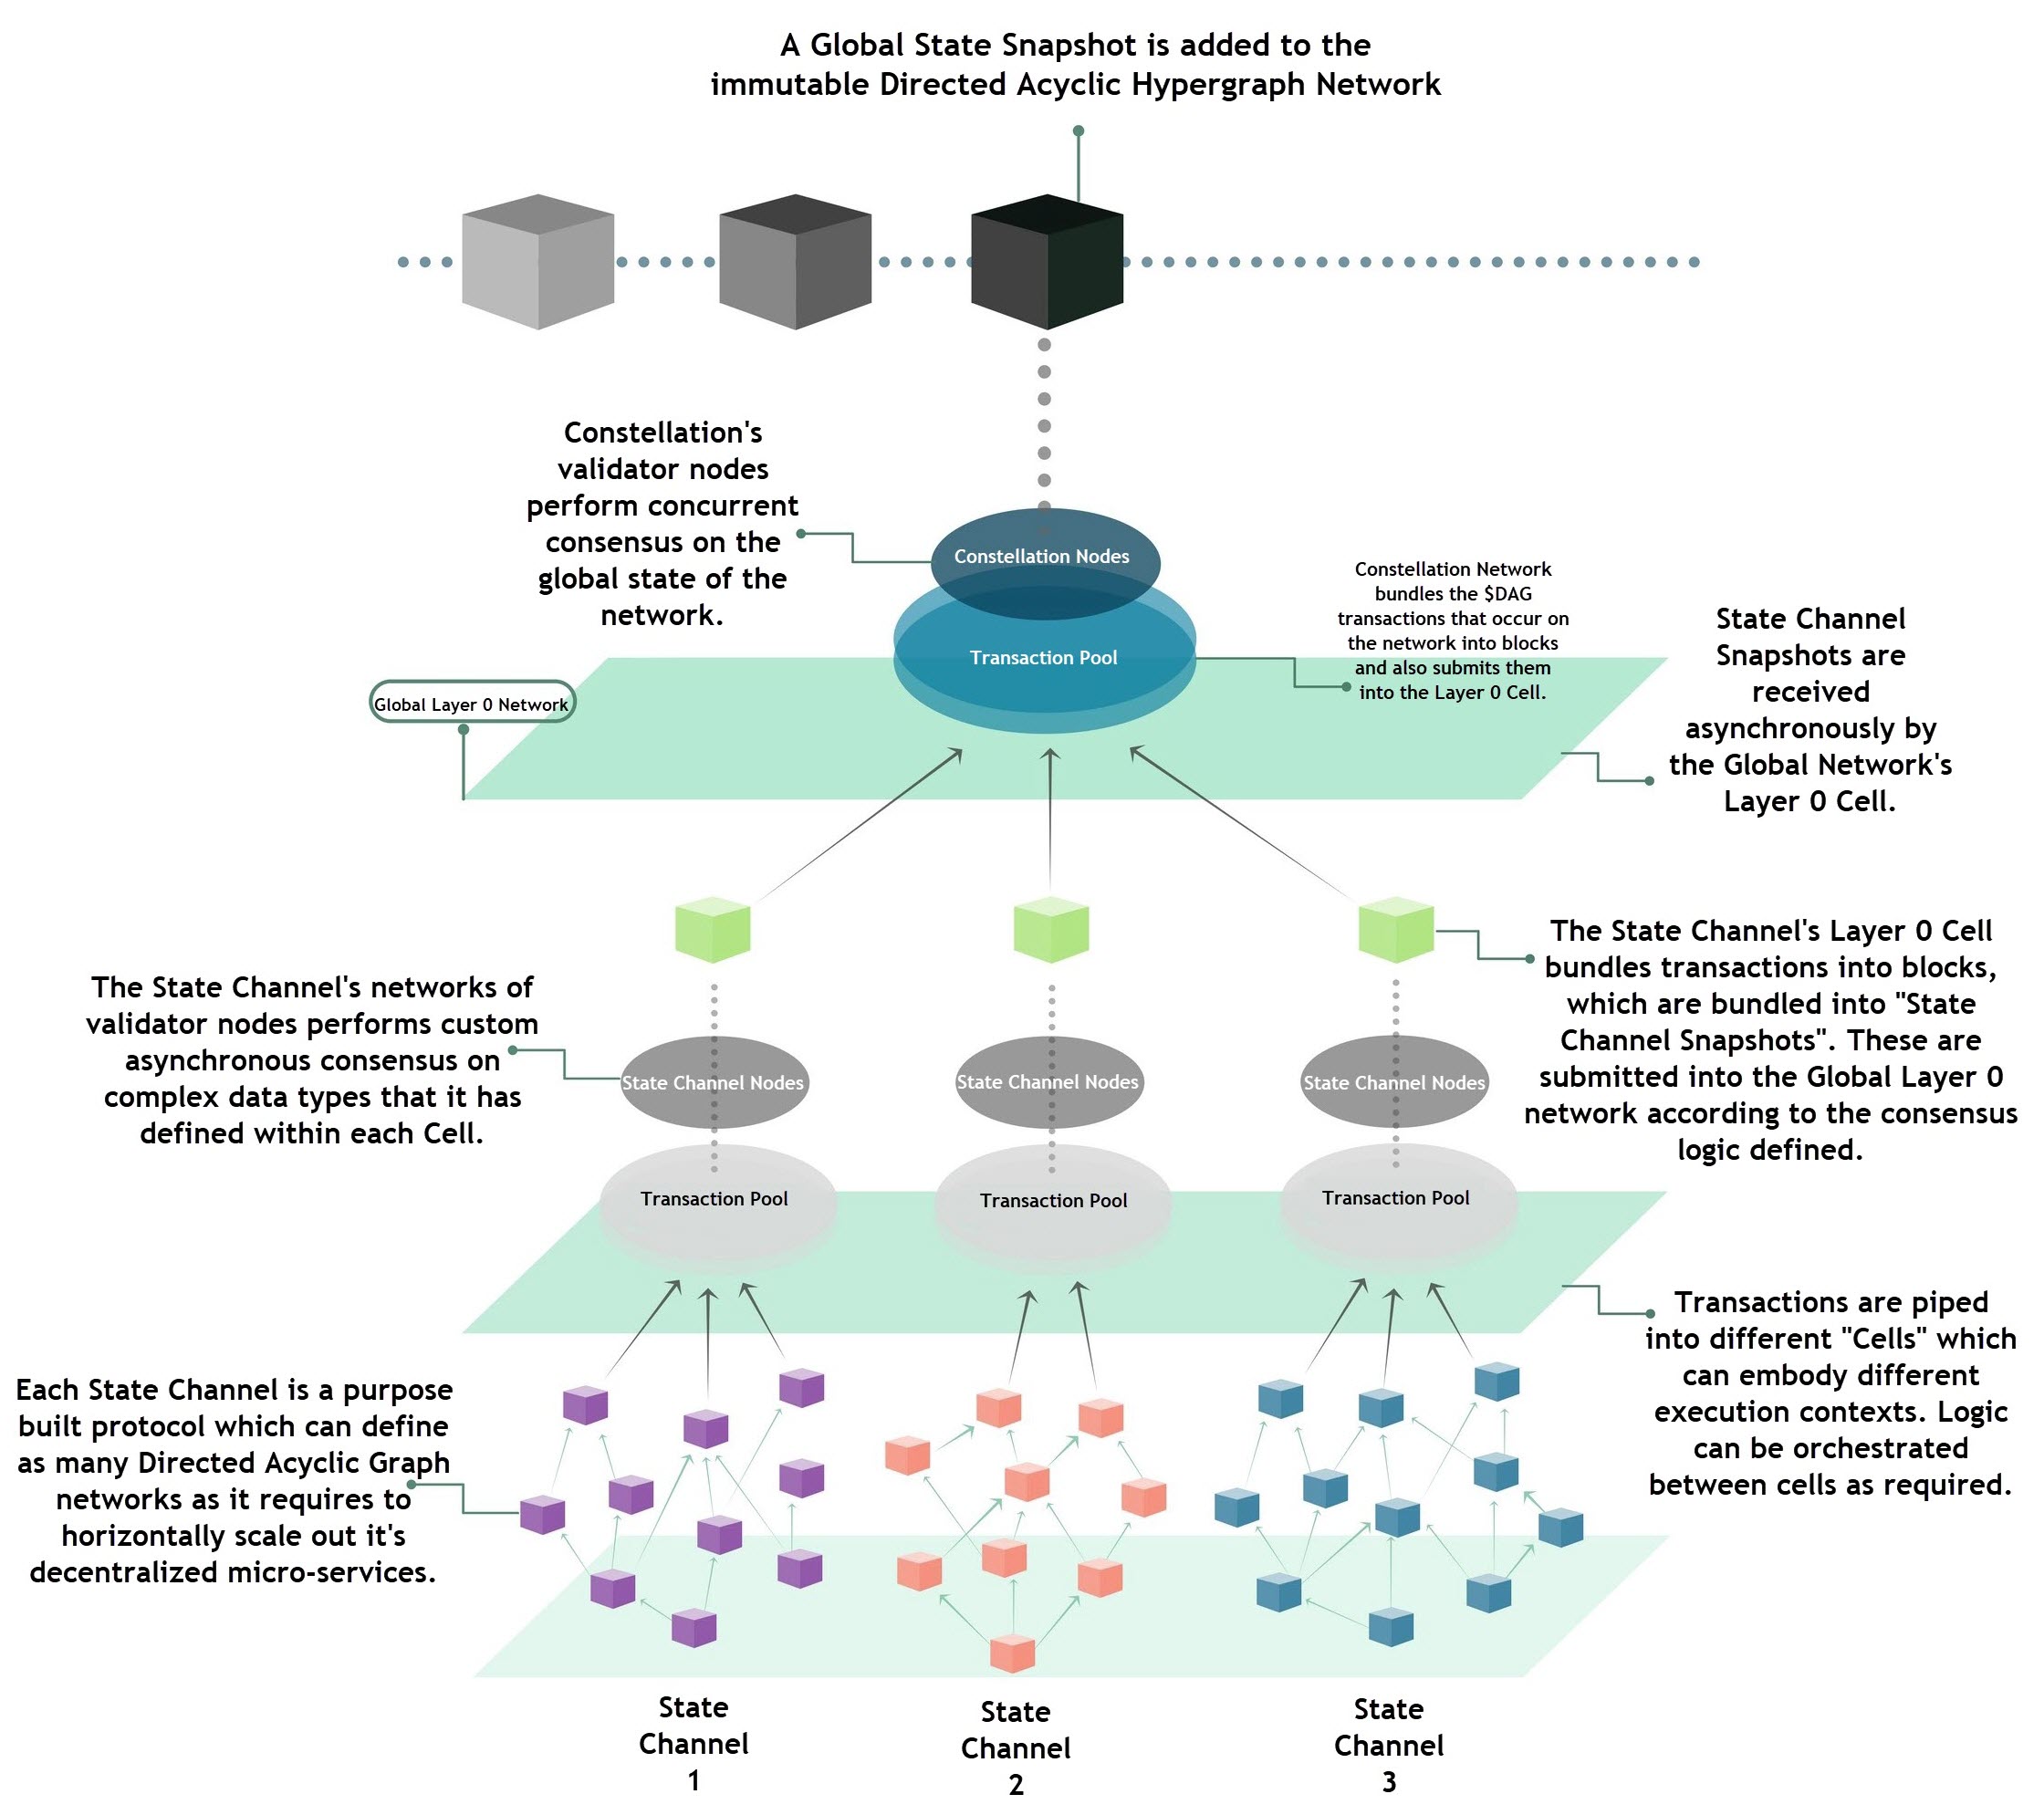 A Global State Snapshot is added to the
immutable Directed Acyclic Hypergraph Network
Constellation's
validator nodes
perform concurrent
consensus on the
global state of the
network.
Constellation Nodes
Transaction Pool
Constellation Network
bundles the $DAG
transactions that occur on
the network into blocks
and also submits them
into the Layer 0 Cell.
State Channel
Snapshots are
received
asynchronously by
the Global Network's
Layer 0 Cell.
Global Layer 0 Network
The State Channel's networks of
validator nodes performs custom
asynchronous consensus on
complex data types that it has
defined within each Cell.
State Channel Nodes
State Channel Nodes
State Channel Nodes
The State Channel's Layer 0 Cell
bundles transactions into blocks,
which are bundled into "State
Channel Snapshots". These are
submitted into the Global Layer 0
network according to the consensus
logic defined.
Transaction Pool
Transaction Pool
Transaction Pool
Each State Channel is a purpose
built protocol which can define
as many Directed Acyclic Graph
networks as it requires to
horizontally scale out it's
decentralized micro-services.
Transactions are piped
into different "Cells" which
can embody different
execution contexts. Logic
can be orchestrated
between cells as required.
State
Channel
1
State
Channel
2
State
Channel
3